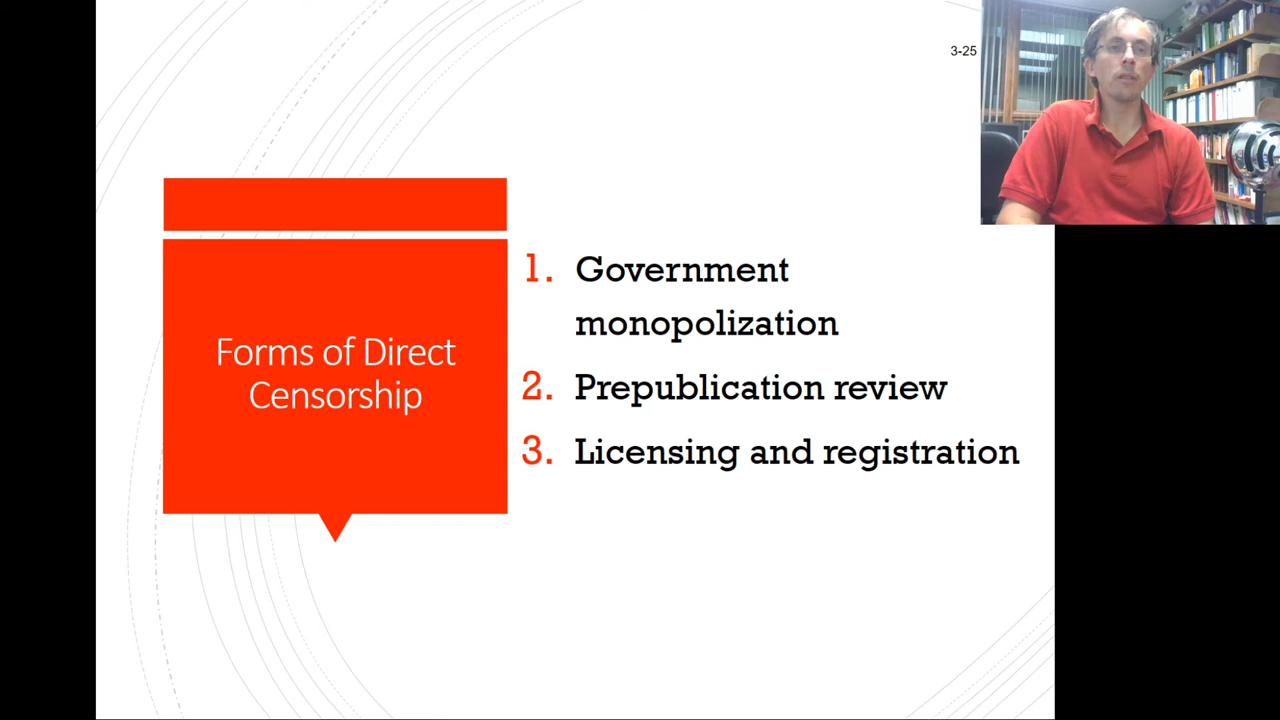 3-25
Forms of Direct
Censorship
1. Government
monopolization
2. Prepublication review
3. Licensing and registration